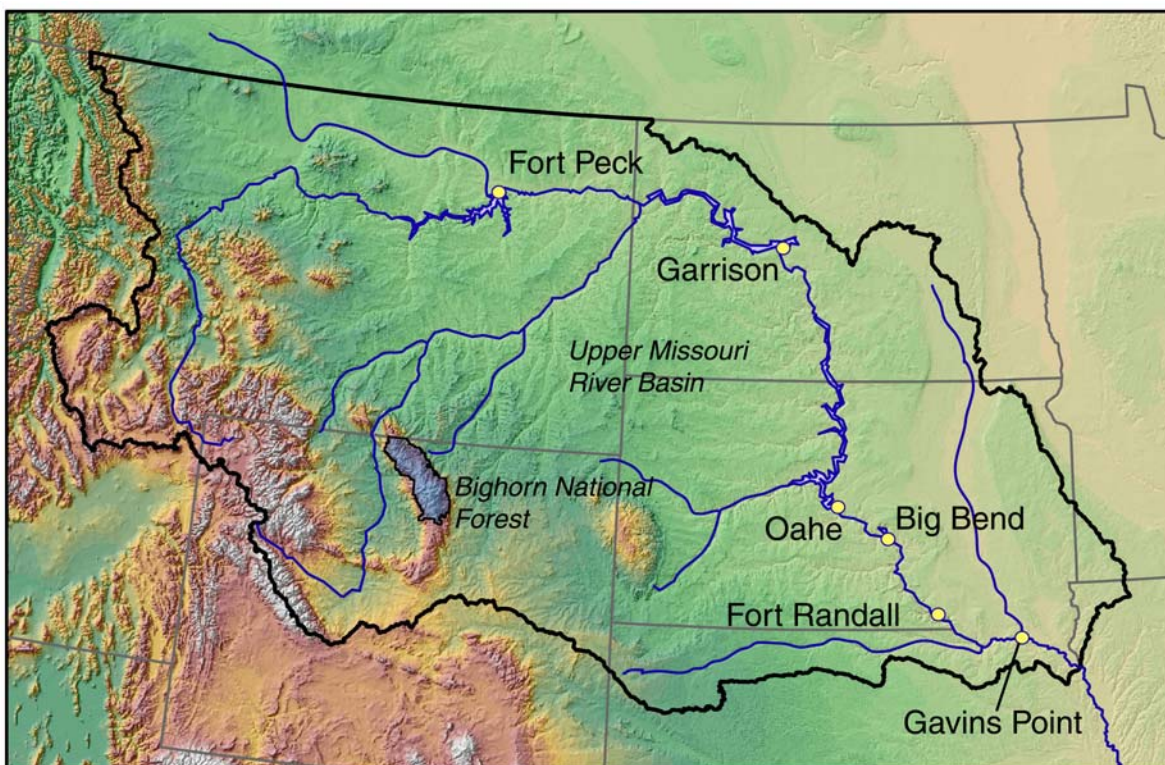 Fort Peck
Garrison
Upper Missouri
River Basin
Bighorn National
Forest
Oahe
Big Bend
Fort Randall
Gavins Point